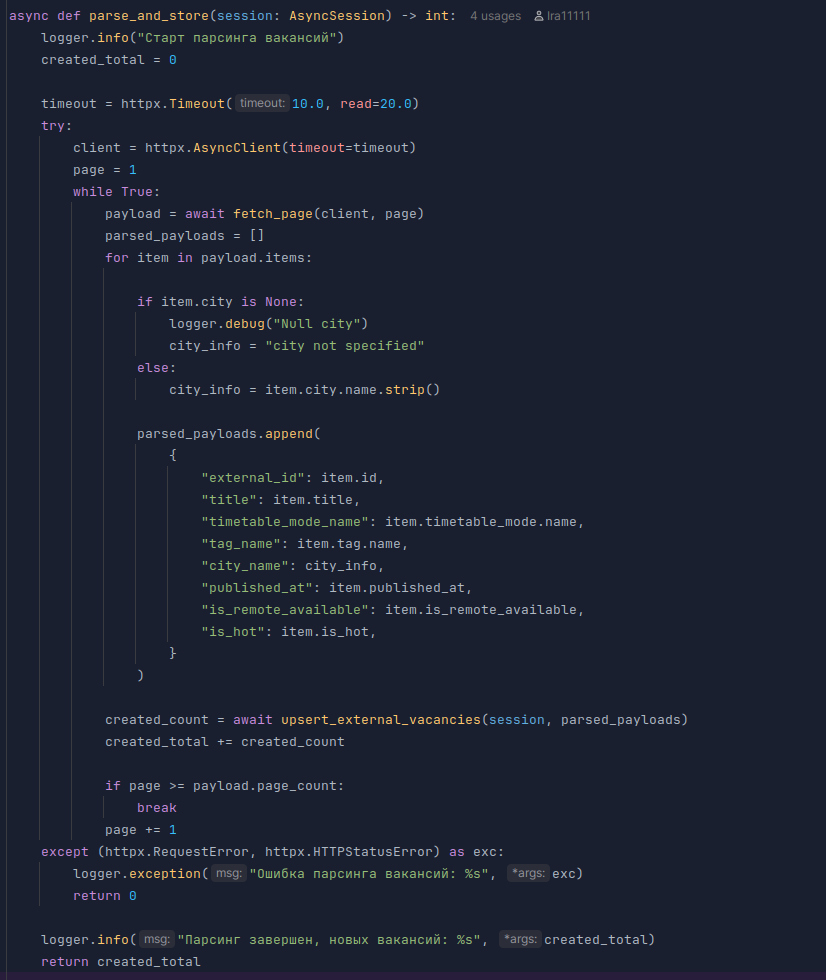 async def parse_and_store(session: AsyncSession) -> int: 4 usages lra11111
    logger.info("Старт парсинга вакансий")
    created_total = 0
    timeout = httpx.Timeout( timeout: 10.0, read=20.0)
    try:
        client = httpx.AsyncClient(timeout=timeout)
        page = 1
        while True:
            payload = await fetch_page(client, page)
            parsed_payloads = []
            for item in payload.items:
                if item.city is None:
                    logger.debug("Null city")
                    city_info = "city not specified"
                else:
                    city_info = item.city.name.strip()
                parsed_payloads.append(
                    {
                        "external_id": item.id,
                        "title": item.title,
                        "timetable_mode_name": item.timetable_mode.name,
                        "tag_name": item.tag.name,
                        "city_name": city_info,
                        "published_at": item.published_at,
                        "is_remote_available": item.is_remote_available,
                        "is_hot": item.is_hot,
                    }
                )
            created_count = await upsert_external_vacancies(session, parsed_payloads)
            created_total += created_count
            if page >= payload.page_count:
                break
            page += 1
    except (httpx.RequestError, httpx.HTTPStatusError) as exc:
        logger.exception( msg: "Ошибка парсинга вакансий: %s", *args: exc)
        return 0
    logger.info( msg: "Парсинг завершен, новых вакансий: %s", *args: created_total)
    return created_total